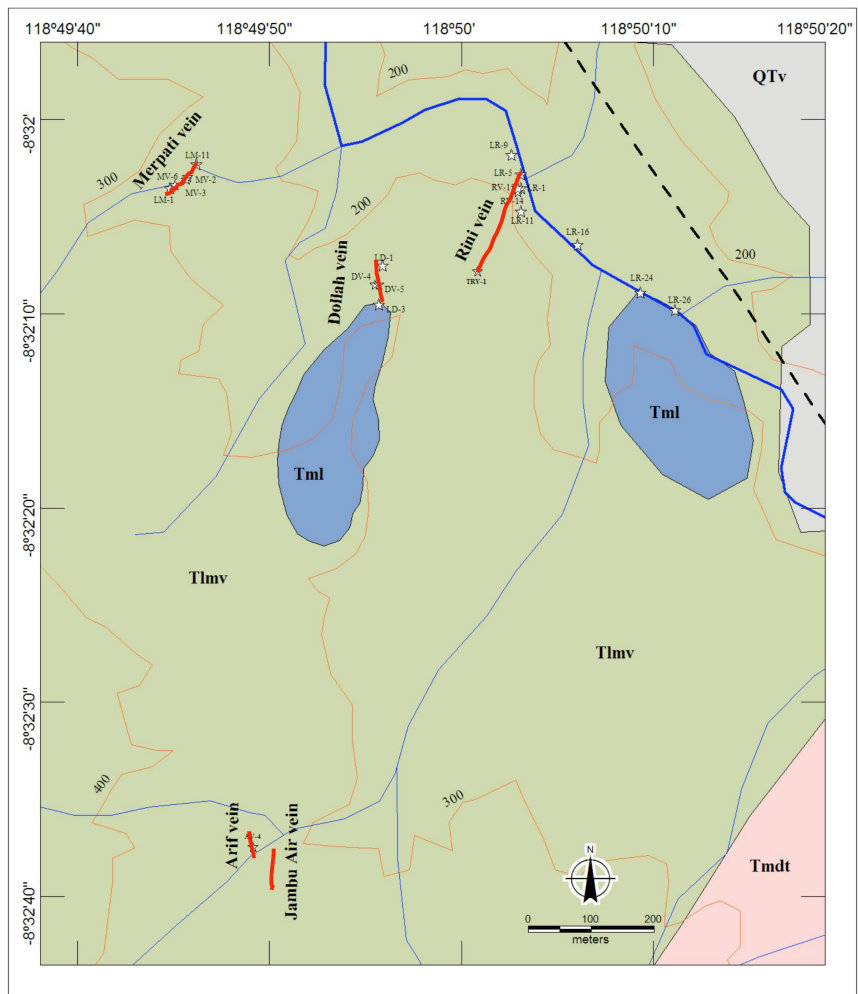 118°49'40"
118°49'50"
118°50"
118°50'10"
118°50'20"
QTv
200
-8°32"
LR-9
LM-11
Merpati vein
MV-6
MV-2
300
MV-3
LM-1
LR-5
LR-1
LR-11
200
Rini vein
LR-16
200
LD-1
Dollah vein
DV-4
DV-5
TRV-1
LR-24
LR-26
LD-3
-8°32'10"
Tml
Tml
-8°32'20"
Tlmv
Tlmv
-8°32'30"
400
300
Arif vein
Jambu Air vein
N
Tmdt
-8°32'40"
0 100 200
meters